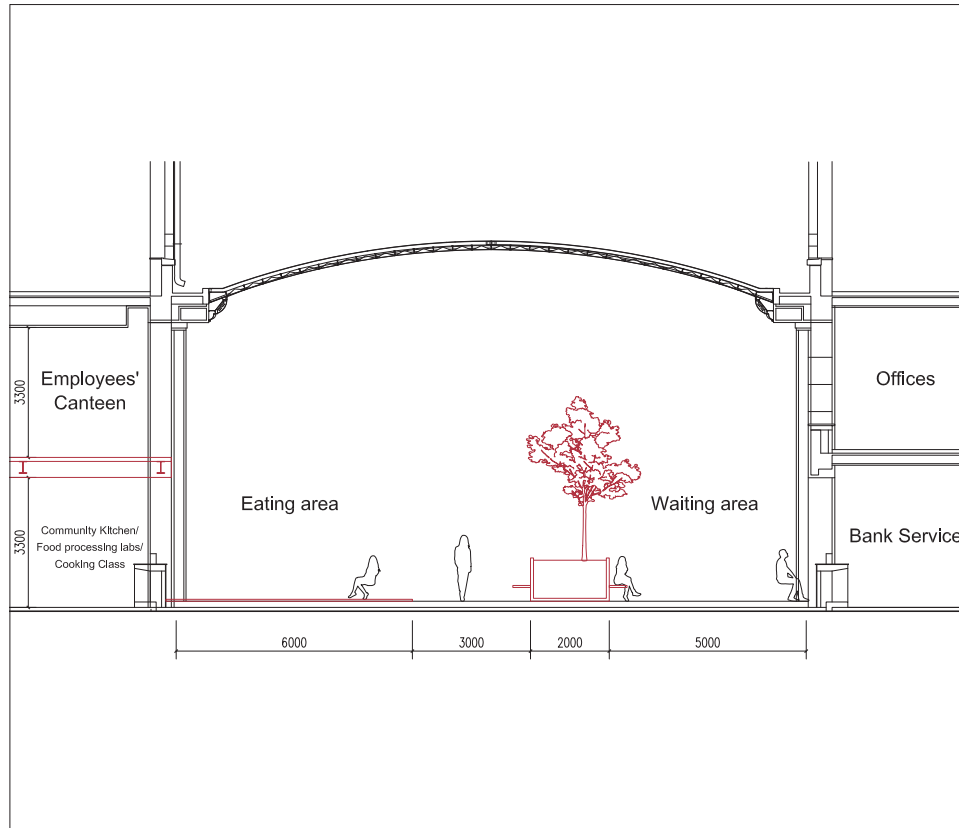 Employees'
Canteen
Offices
3300
Eating area
Waiting area
Community Kitchen/
Food processing labs/
Cooking Class
3300
Bank Service
6000
3000
2000
5000